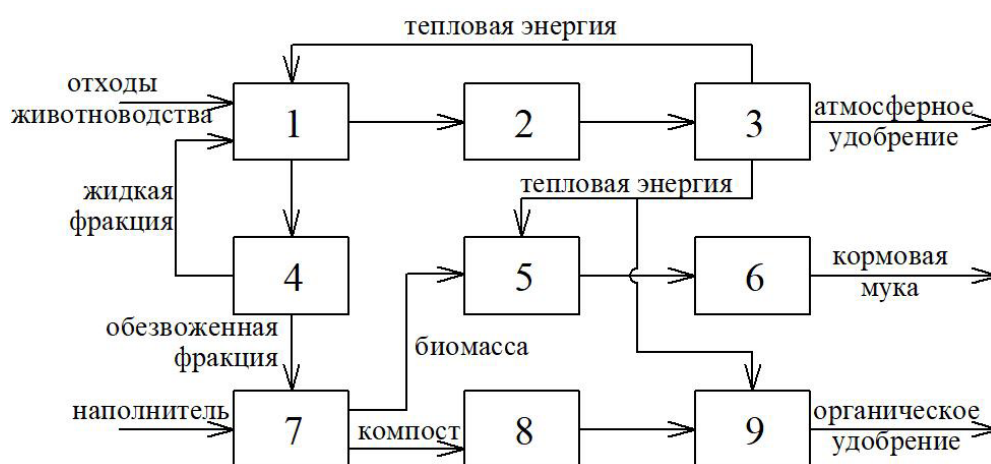 тепловая энергия
отходы
животноводства
1
2
3
атмосферное
удобрение
жидкая
фракция
тепловая энергия
4
5
6
кормовая
мука
обезвоженная
фракция
биомасса
наполнитель
7
компост
8
9
органическое
удобрение